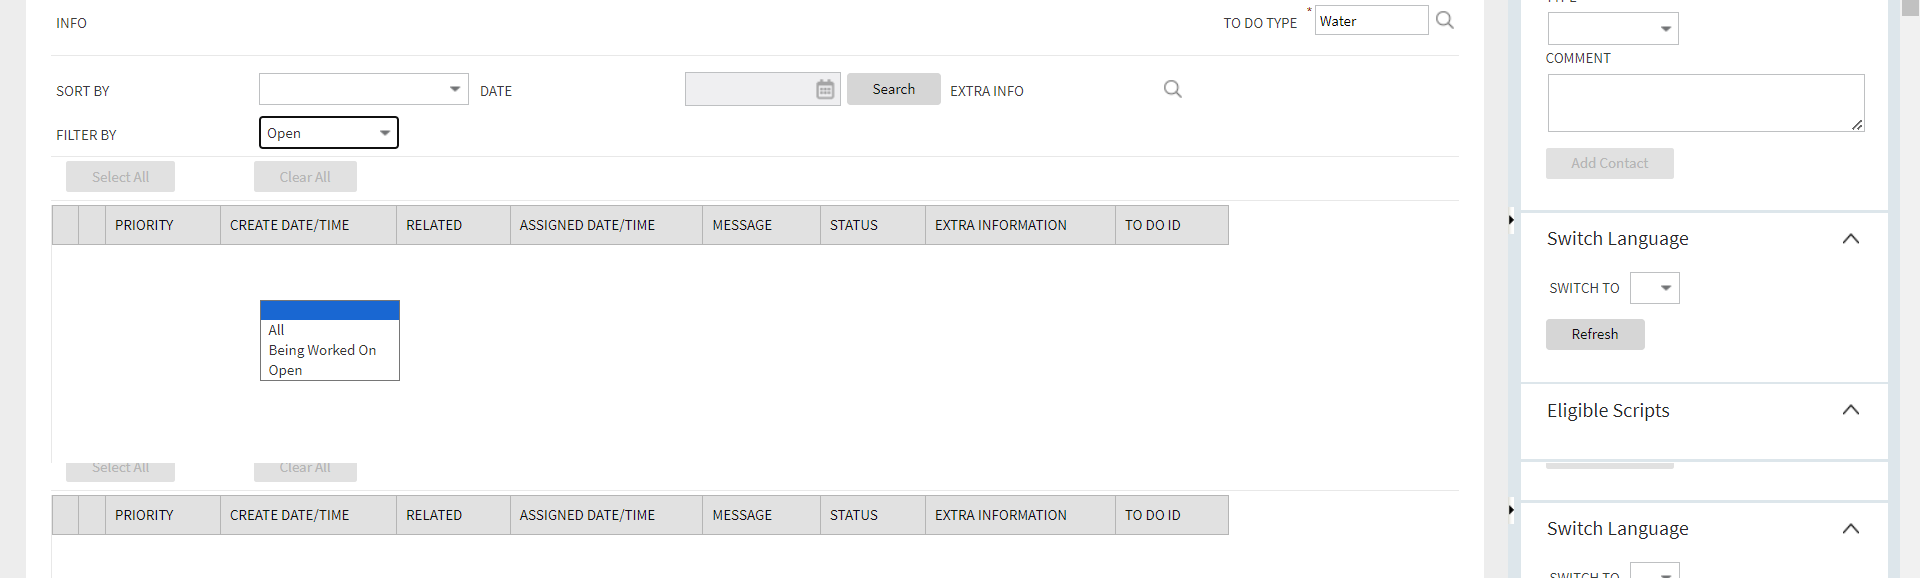 INFO
TO DO TYPE * Water
SORT BY
DATE
Search
EXTRA INFO
FILTER BY
Open
Select All
Clear All
PRIORITY CREATE DATE/TIME RELATED ASSIGNED DATE/TIME MESSAGE STATUS EXTRA INFORMATION TO DO ID
All
Being Worked On
Open
Select All
Clear All
PRIORITY CREATE DATE/TIME RELATED ASSIGNED DATE/TIME MESSAGE STATUS EXTRA INFORMATION TO DO ID
TYPE
COMMENT
Add Contact
Switch Language
SWITCH TO
Refresh
Eligible Scripts
Switch Language
SWITCH TO